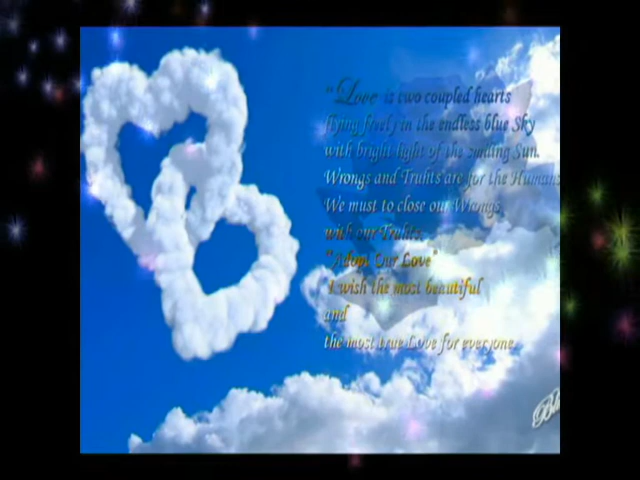 "Love is two coupled hearts
flying freely in the endless blue Sky
with bright light of the smiling Sun.
Wrongs and Truhts are for the Humans
We must to close our Wrongs
with our Truhts.
"Adopt Our Love"
I wish the most beautiful
and
the most true Love for everyone